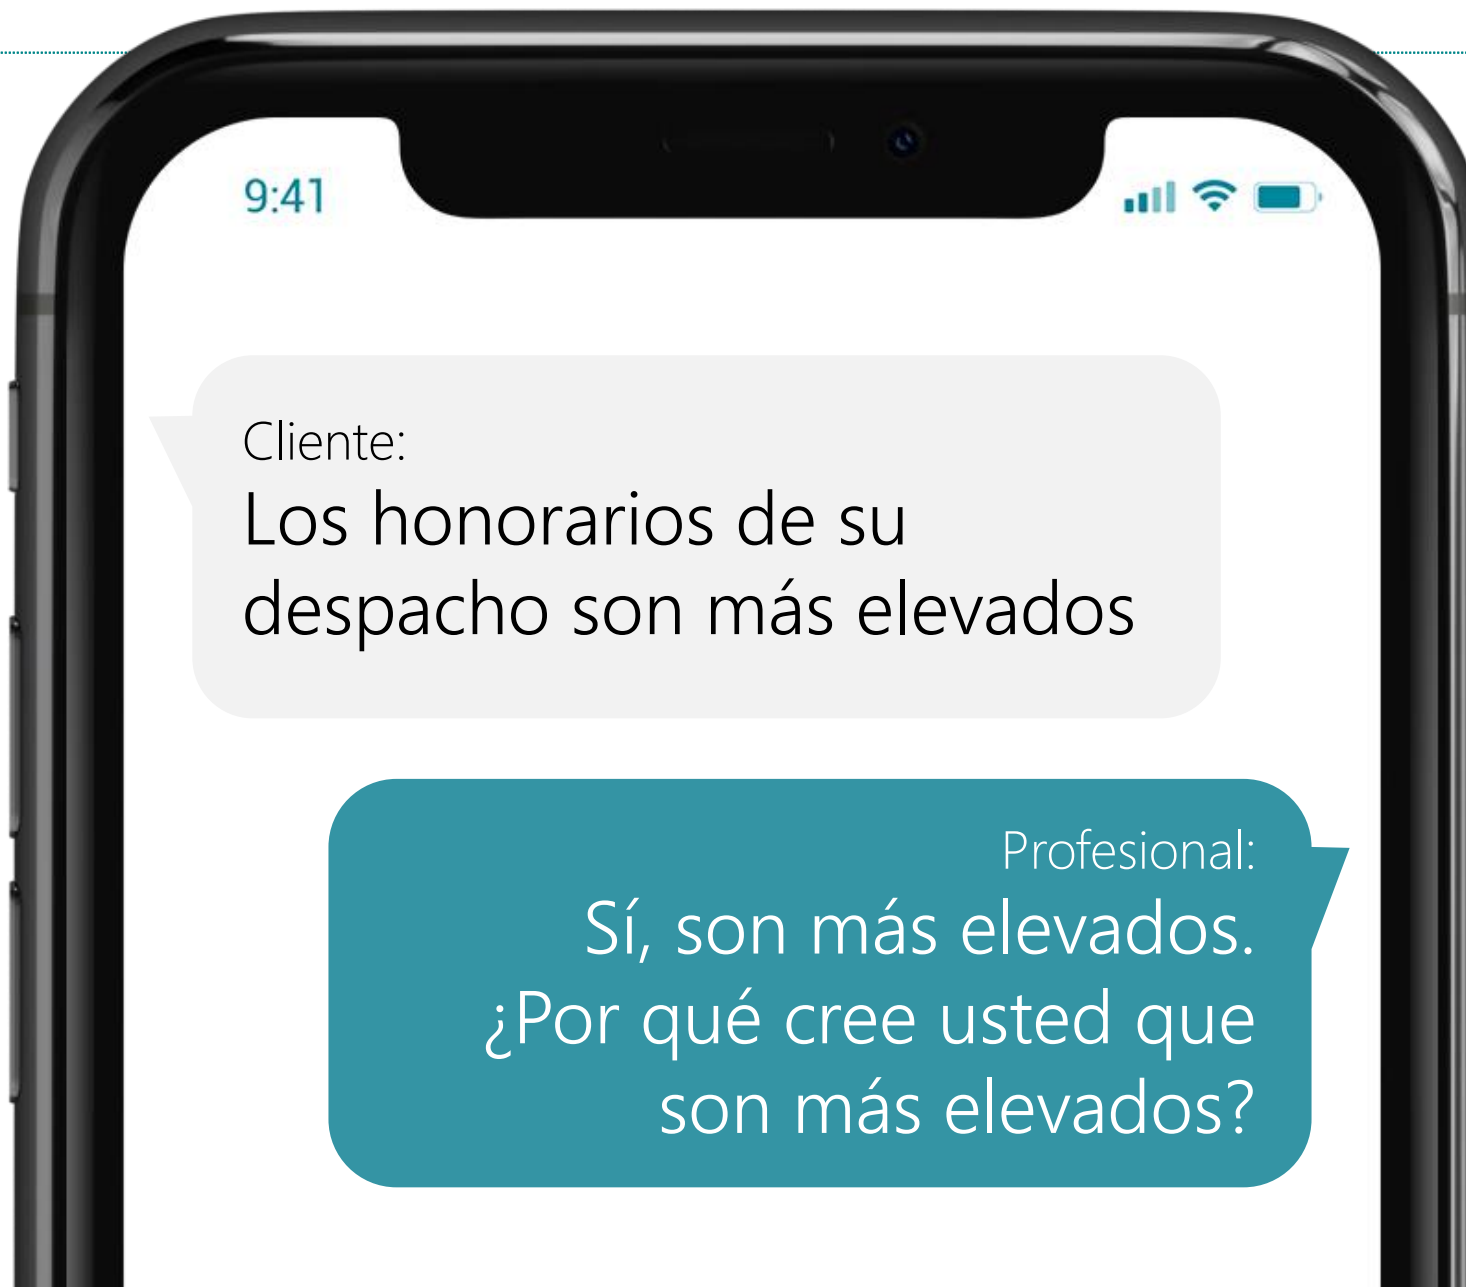 9:41
Cliente:
Los honorarios de su
despacho son más elevados
Profesional:
Sí, son más elevados.
¿Por qué cree usted que
son más elevados?